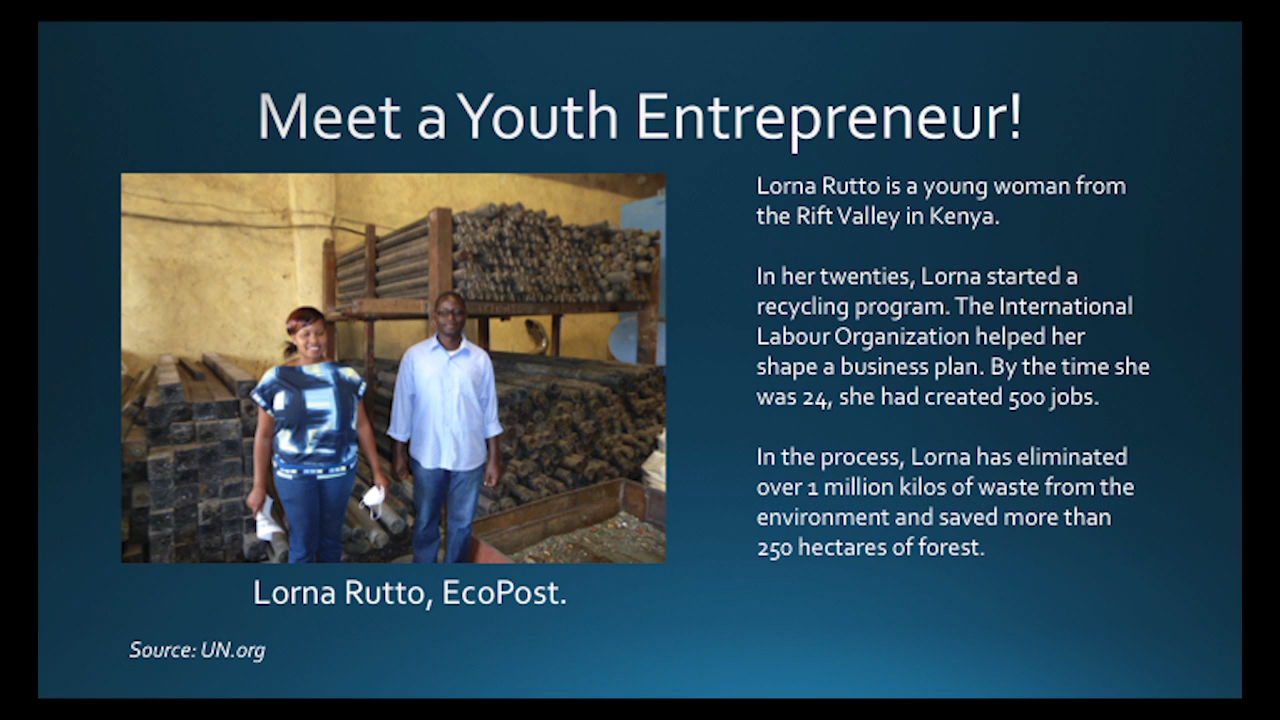 Meet a Youth Entrepreneur!
Lorna Rutto is a young woman from
the Rift Valley in Kenya.
In her twenties, Lorna started a
recycling program. The International
Labour Organization helped her
shape a business plan. By the time she
was 24, she had created 500 jobs.
In the process, Lorna has eliminated
over 1 million kilos of waste from the
environment and saved more than
250 hectares of forest.
Lorna Rutto, EcoPost.
Source: UN.org